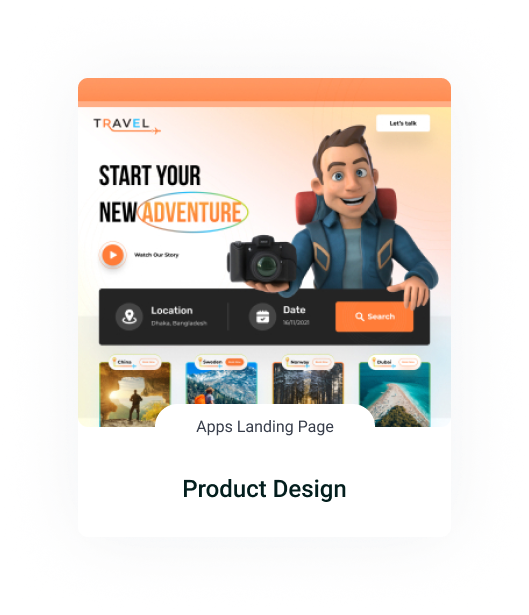 TRAVEL
Let's talk
START YOUR
NEW ADVENTURE
Watch Our Story
Location
Dhaka, Bangladesh
Date
16/11/2021
Search
China
Sweden
Norway
Dubai
Apps Landing Page
Product Design